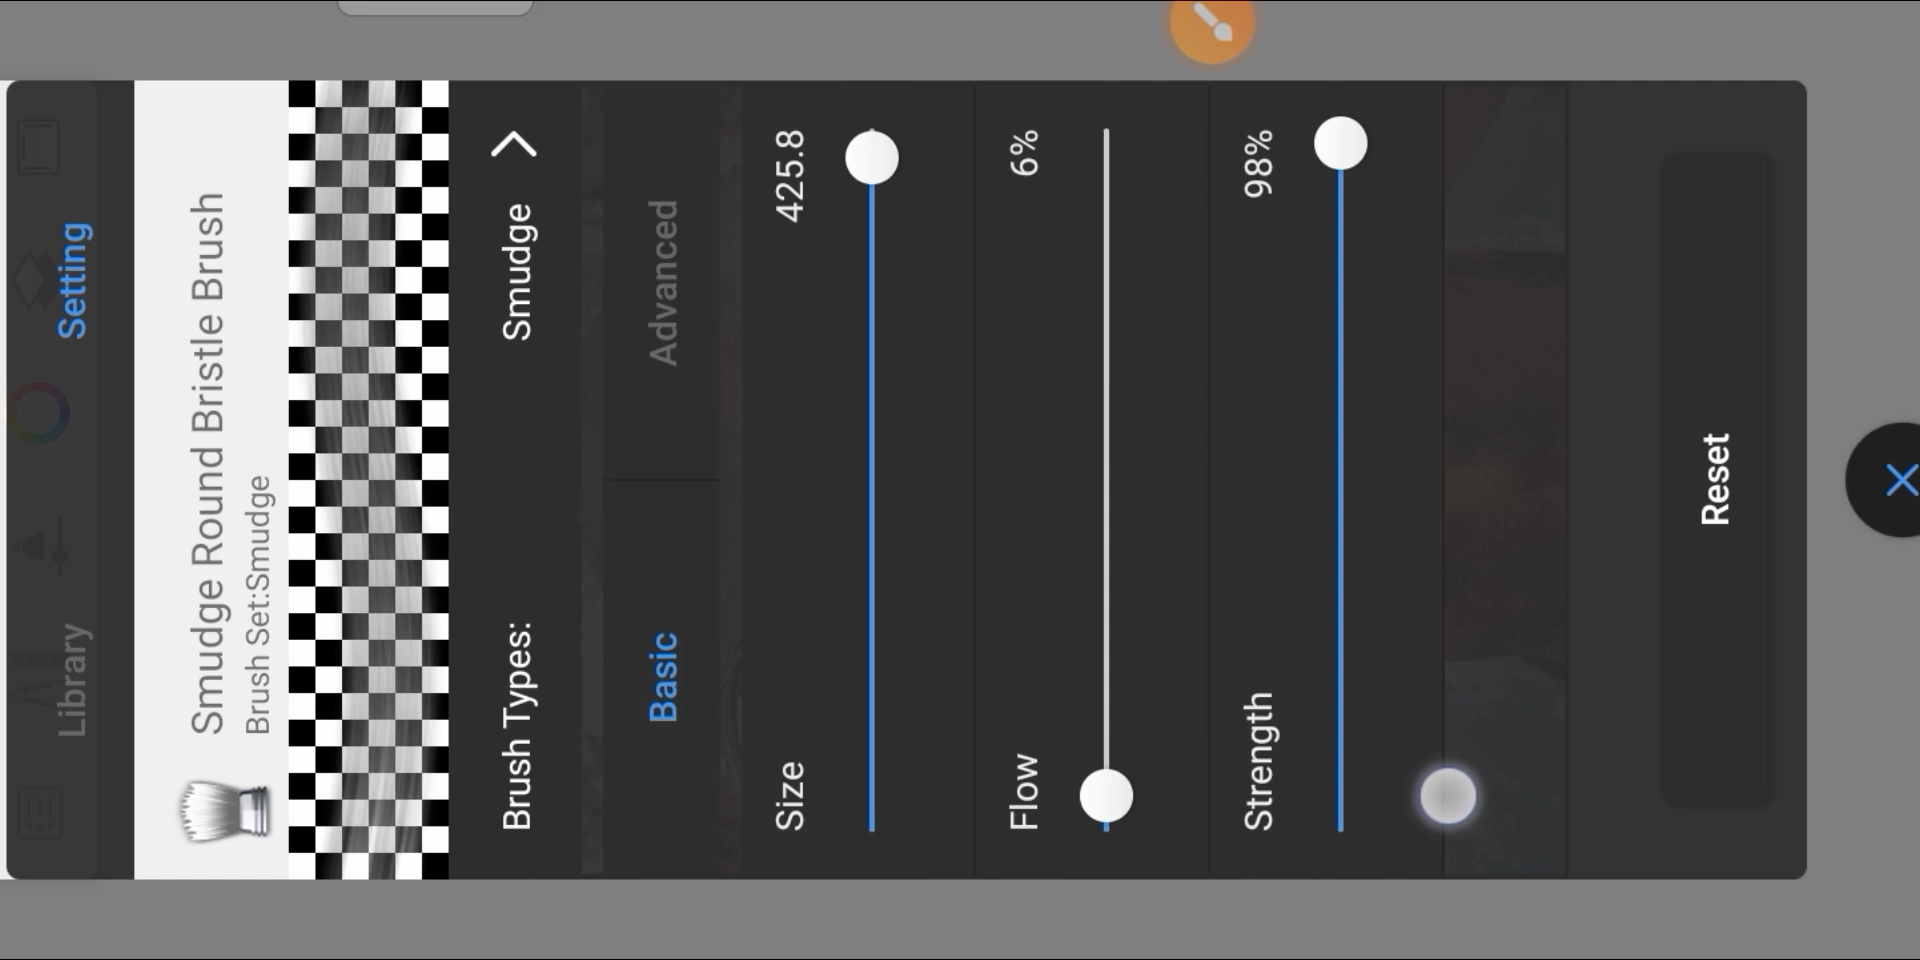 Library Setting
Smudge Round Bristle Brush
Brush Set:Smudge
Brush Types: Smudge
Basic Advanced
Size 425.8
Flow 6%
Strength 98%
Reset